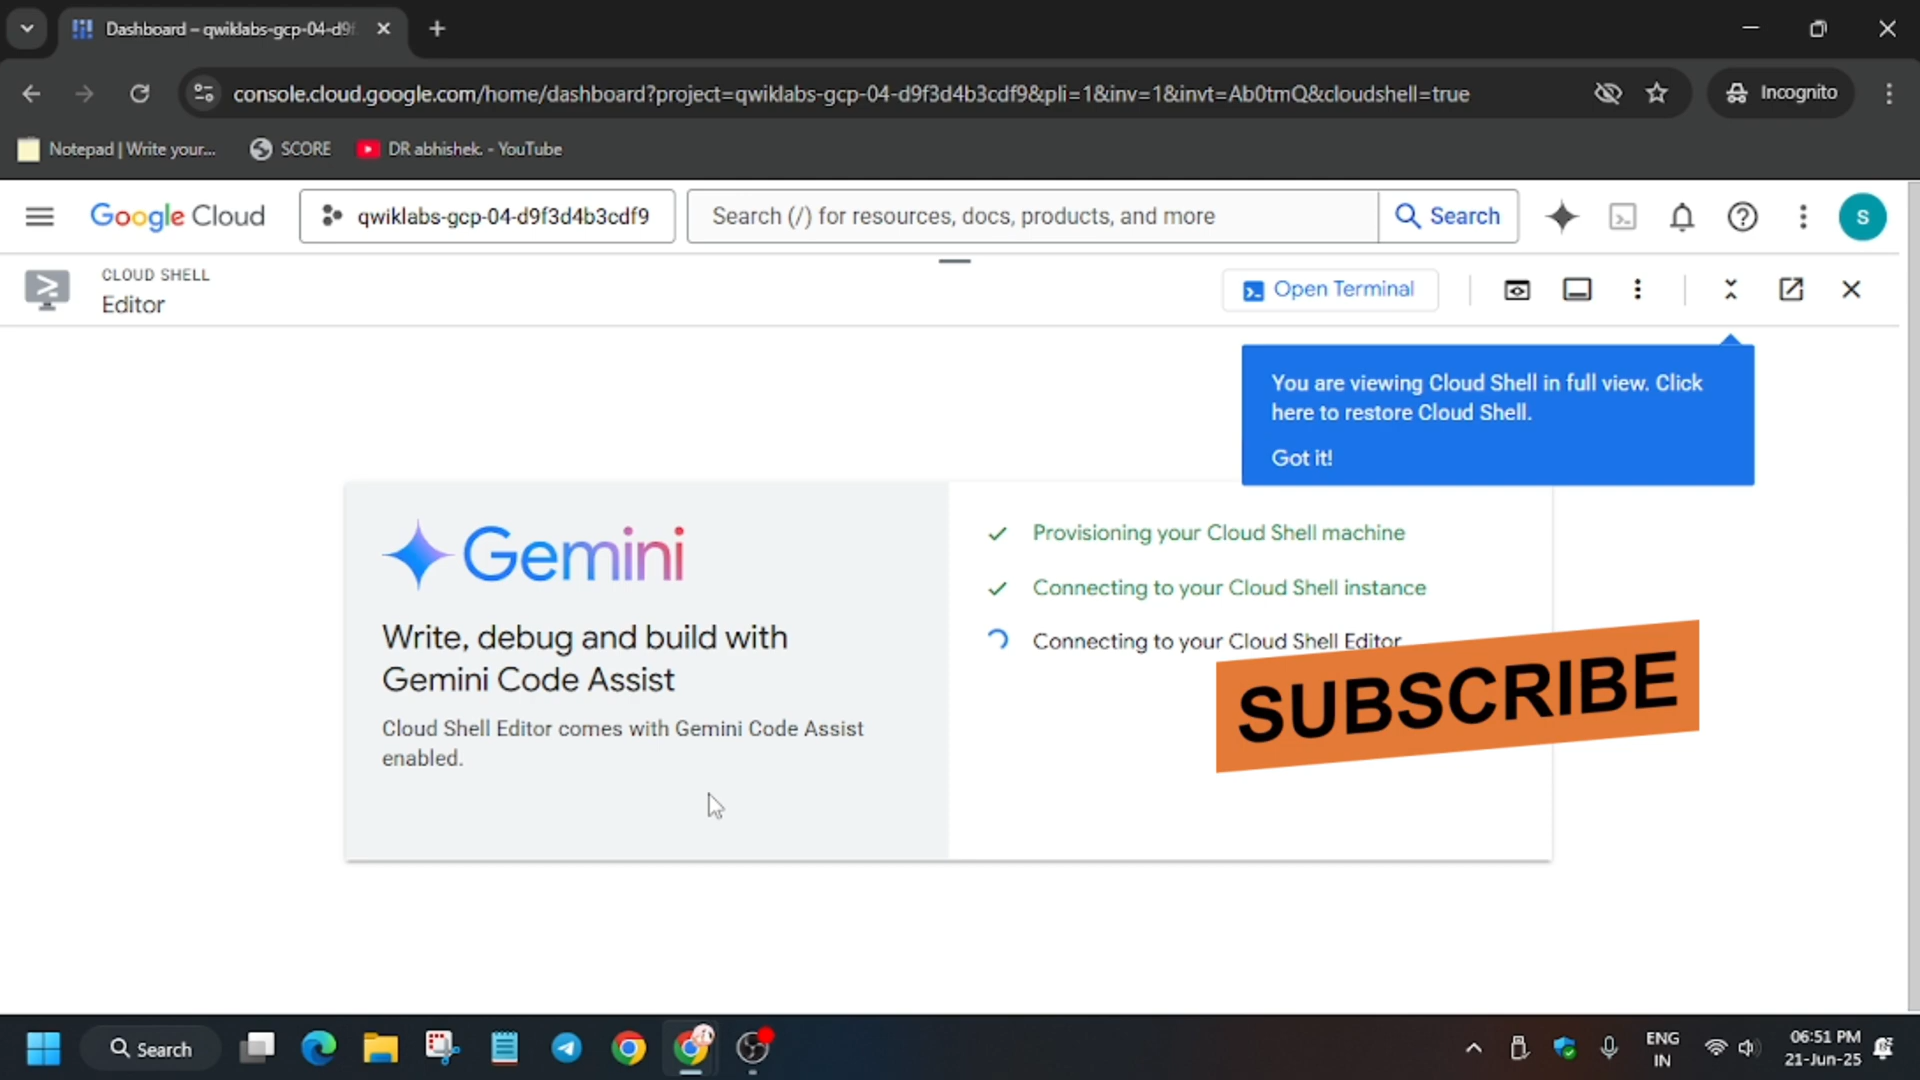 Dashboard – qwiklabs-gcp-04-d9f
console.cloud.google.com/home/dashboard?project=qwiklabs-gcp-04-d9f3d4b3cdf9&pli=1&inv=1&invt=Ab0tmQ&cloudshell=true
Incognito
Notepad | Write your...
SCORE
DR abhishek. - YouTube
Google Cloud
qwiklabs-gcp-04-d9f3d4b3cdf9
Search (/) for resources, docs, products, and more
Search
S
CLOUD SHELL
Editor
Open Terminal
You are viewing Cloud Shell in full view. Click
here to restore Cloud Shell.
Got it!
Gemini
Write, debug and build with
Gemini Code Assist
Cloud Shell Editor comes with Gemini Code Assist
enabled.
Provisioning your Cloud Shell machine
Connecting to your Cloud Shell instance
Connecting to your Cloud Shell Editor
SUBSCRIBE
Search
ENG
IN
06:51 PM
21-Jun-25